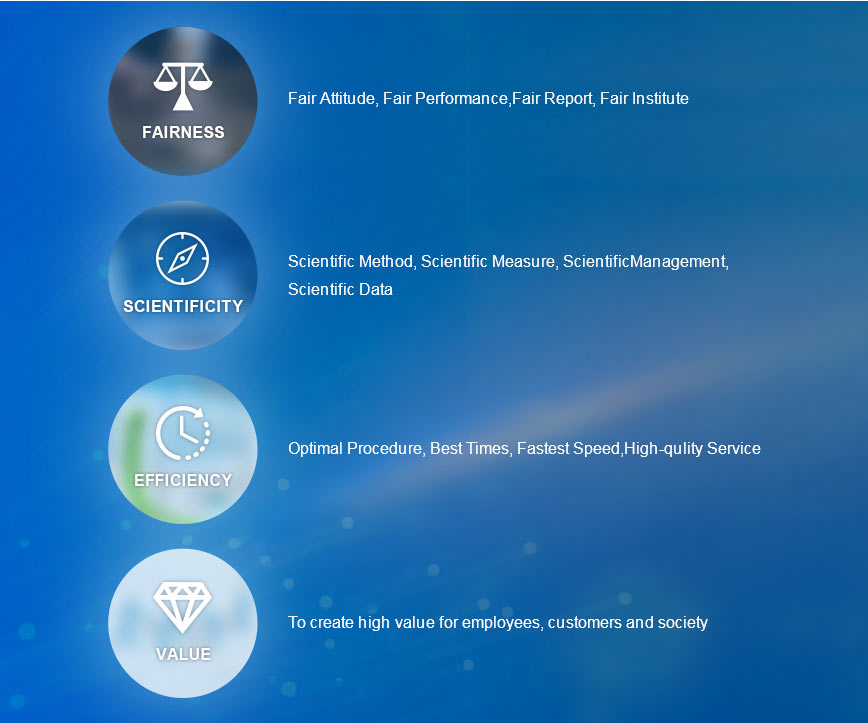 FAIRNESS
Fair Attitude, Fair Performance,Fair Report, Fair Institute
SCIENTIFICITY
Scientific Method, Scientific Measure, ScientificManagement,
Scientific Data
EFFICIENCY
Optimal Procedure, Best Times, Fastest Speed,High-qulity Service
VALUE
To create high value for employees, customers and society